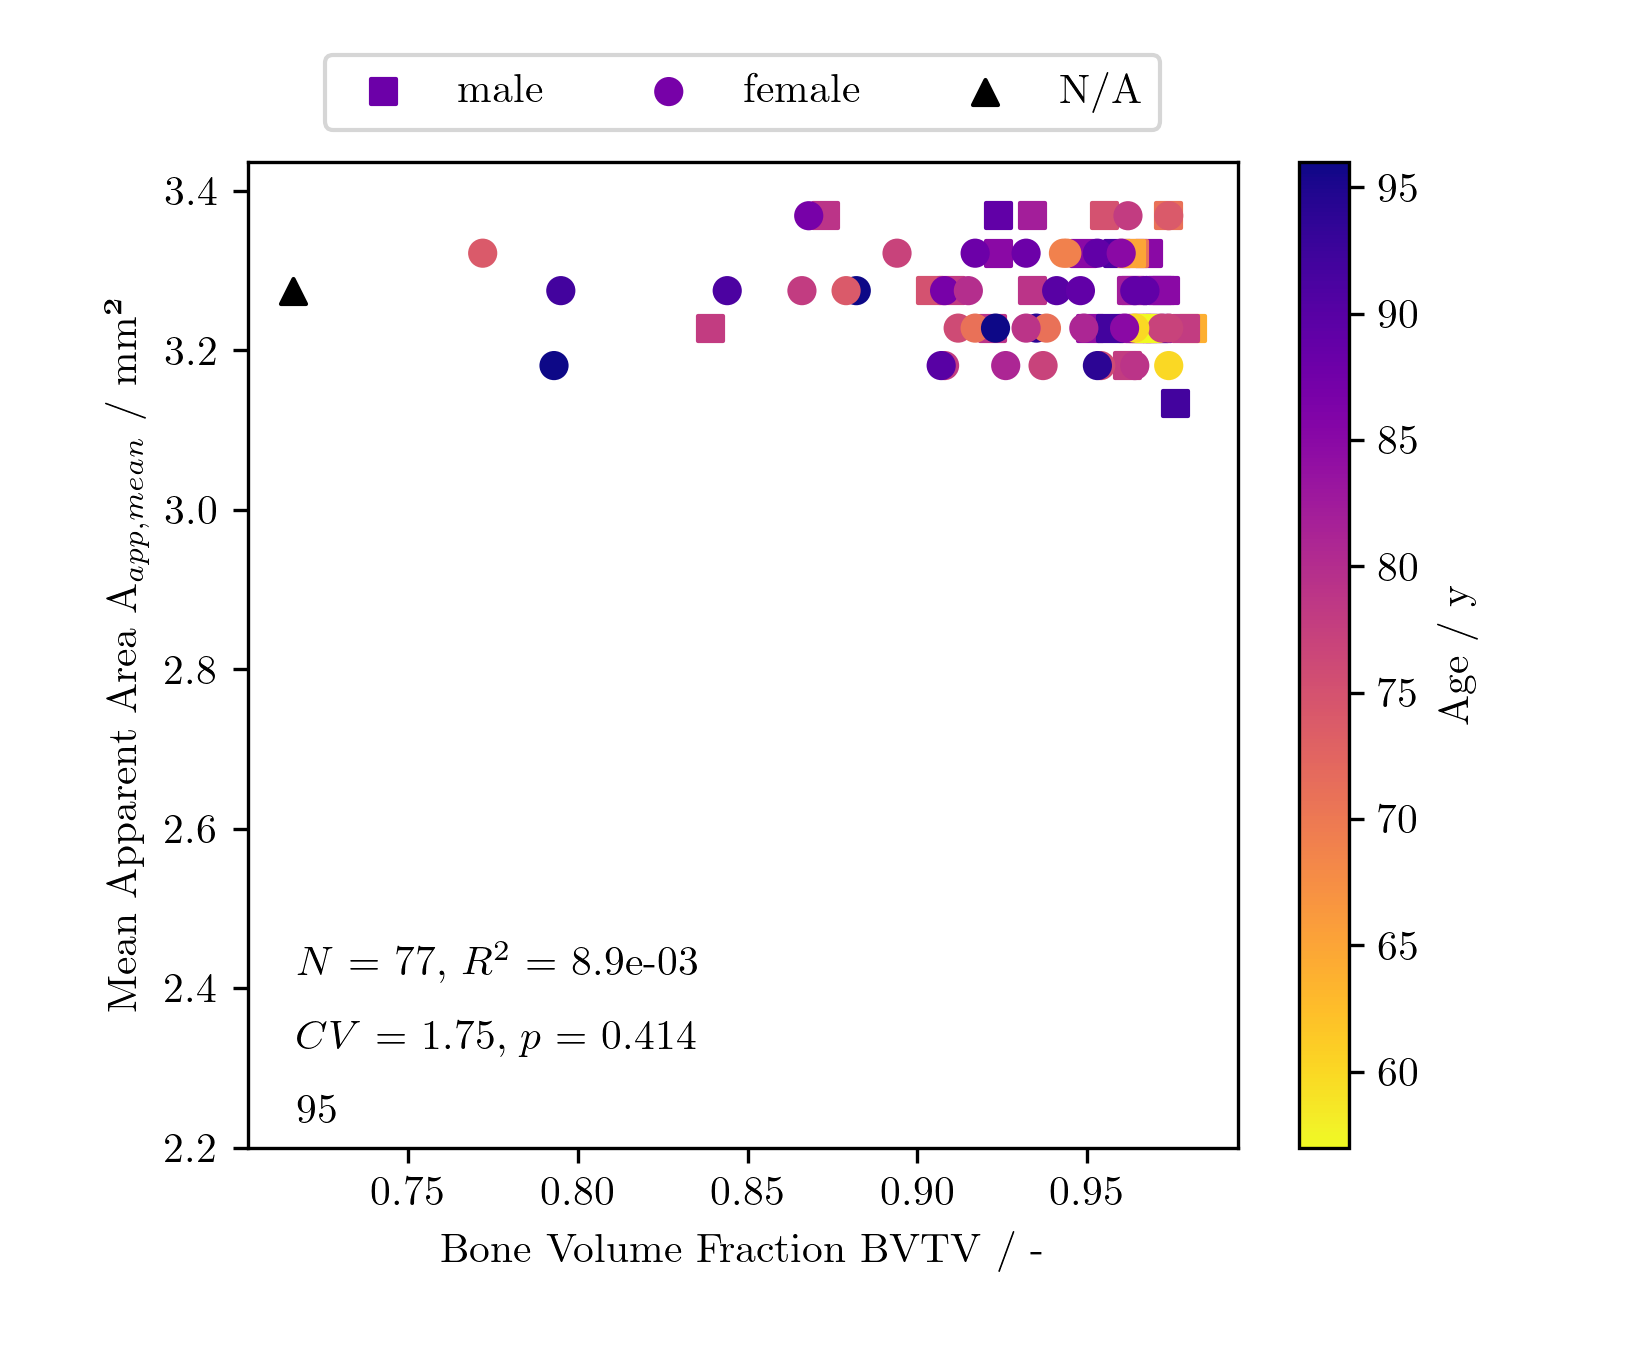 male female N/A
3.4
3.2
3.0
2.8
2.6
2.4
2.2
Mean Apparent Area A_app,mean / mm²
N = 77, R² = 8.9e-03
CV = 1.75, p = 0.414
95
0.75 0.80 0.85 0.90 0.95
Bone Volume Fraction BVTV / -
95
90
85
80
75
70
65
60
Age / y